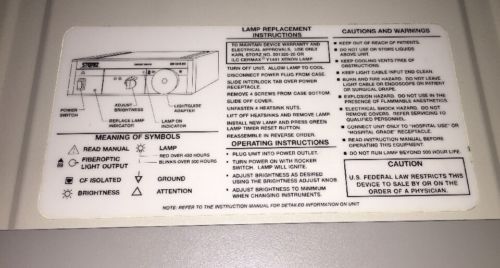 STORZ
POWER
SWITCH
ADJUST
BRIGHTNESS
LIGHTGUIDE
ADAPTER
REPLACE LAMP
INDICATOR
LAMP ON
INDICATOR
MEANING OF SYMBOLS
READ MANUAL
LAMP
RED OVER 450 HOURS
BLINKS OVER 500 HOURS
FIBEROPTIC
LIGHT OUTPUT
CF ISOLATED
GROUND
BRIGHTNESS
ATTENTION
LAMP REPLACEMENT
INSTRUCTIONS
TO MAINTAIN DEVICE WARRANTY AND
ELECTRICAL APPROVALS, USE ONLY
KARL STORZ NO. 201320-26 OR
ILC CERMAX Y1431 XENON LAMP
TURN OFF UNIT. ALLOW LAMP TO COOL.
DISCONNECT POWER PLUG FROM CASE.
SLIDE INTERLOCK TAB OVER POWER
RECEPTACLE.
REMOVE 4 SCREWS FROM CASE BOTTOM.
SLIDE OFF COVER.
UNFASTEN 4 HEATSINK NUTS.
LIFT OFF HEATSINKS AND REMOVE LAMP.
INSTALL NEW LAMP AND PRESS GREEN
LAMP TIMER RESET BUTTON
REASSEMBLE IN REVERSE ORDER.
OPERATING INSTRUCTIONS
• PLUG UNIT INTO POWER OUTLET.
• TURN POWER ON WITH ROCKER
SWITCH. LAMP WILL IGNITE.
• ADJUST BRIGHTNESS AS DESIRED
USING THE BRIGHTNESS ADJUST KNOB.
• ADJUST BRIGHTNESS TO MINIMUM
WHEN CHANGING INSTRUMENTS.
CAUTIONS AND WARNINGS
■ KEEP OUT OF REACH OF PATIENTS.
■ DO NOT USE OR STORE LIQUIDS
ABOVE UNIT.
■ KEEP COOLING VENTS FREE OF
OBSTRUCTIONS.
■ KEEP LIGHT CABLE INPUT END CLEAN.
■ BURN AND FIRE HAZARD. DO NOT LEAVE
LIGHT CABLE OR ENDOSCOPE ON PATIENT
OR SURGICAL DRAPE.
■ EXPLOSION HAZARD. DO NOT USE IN THE
PRESENCE OF FLAMMABLE ANESTHETICS.
■ ELECTRICAL SHOCK HAZARD. DO NOT
REMOVE COVERS. REFER SERVICING TO
QUALIFIED PERSONNEL.
■ CONNECT UNIT ONLY TO "HOSPITAL USE" OR
"HOSPITAL GRADE" RECEPTACLE.
■ READ INSTRUCTION MANUAL BEFORE
OPERATING THIS EQUIPMENT.
■ DO NOT RUN LAMP BEYOND 500 HOUR LIFE.
CAUTION
U.S. FEDERAL LAW RESTRICTS THIS
DEVICE TO SALE BY OR ON THE
ORDER OF A PHYSICIAN.
NOTE: REFER TO THE INSTRUCTION MANUAL FOR DETAILED INFORMATION ON UNIT